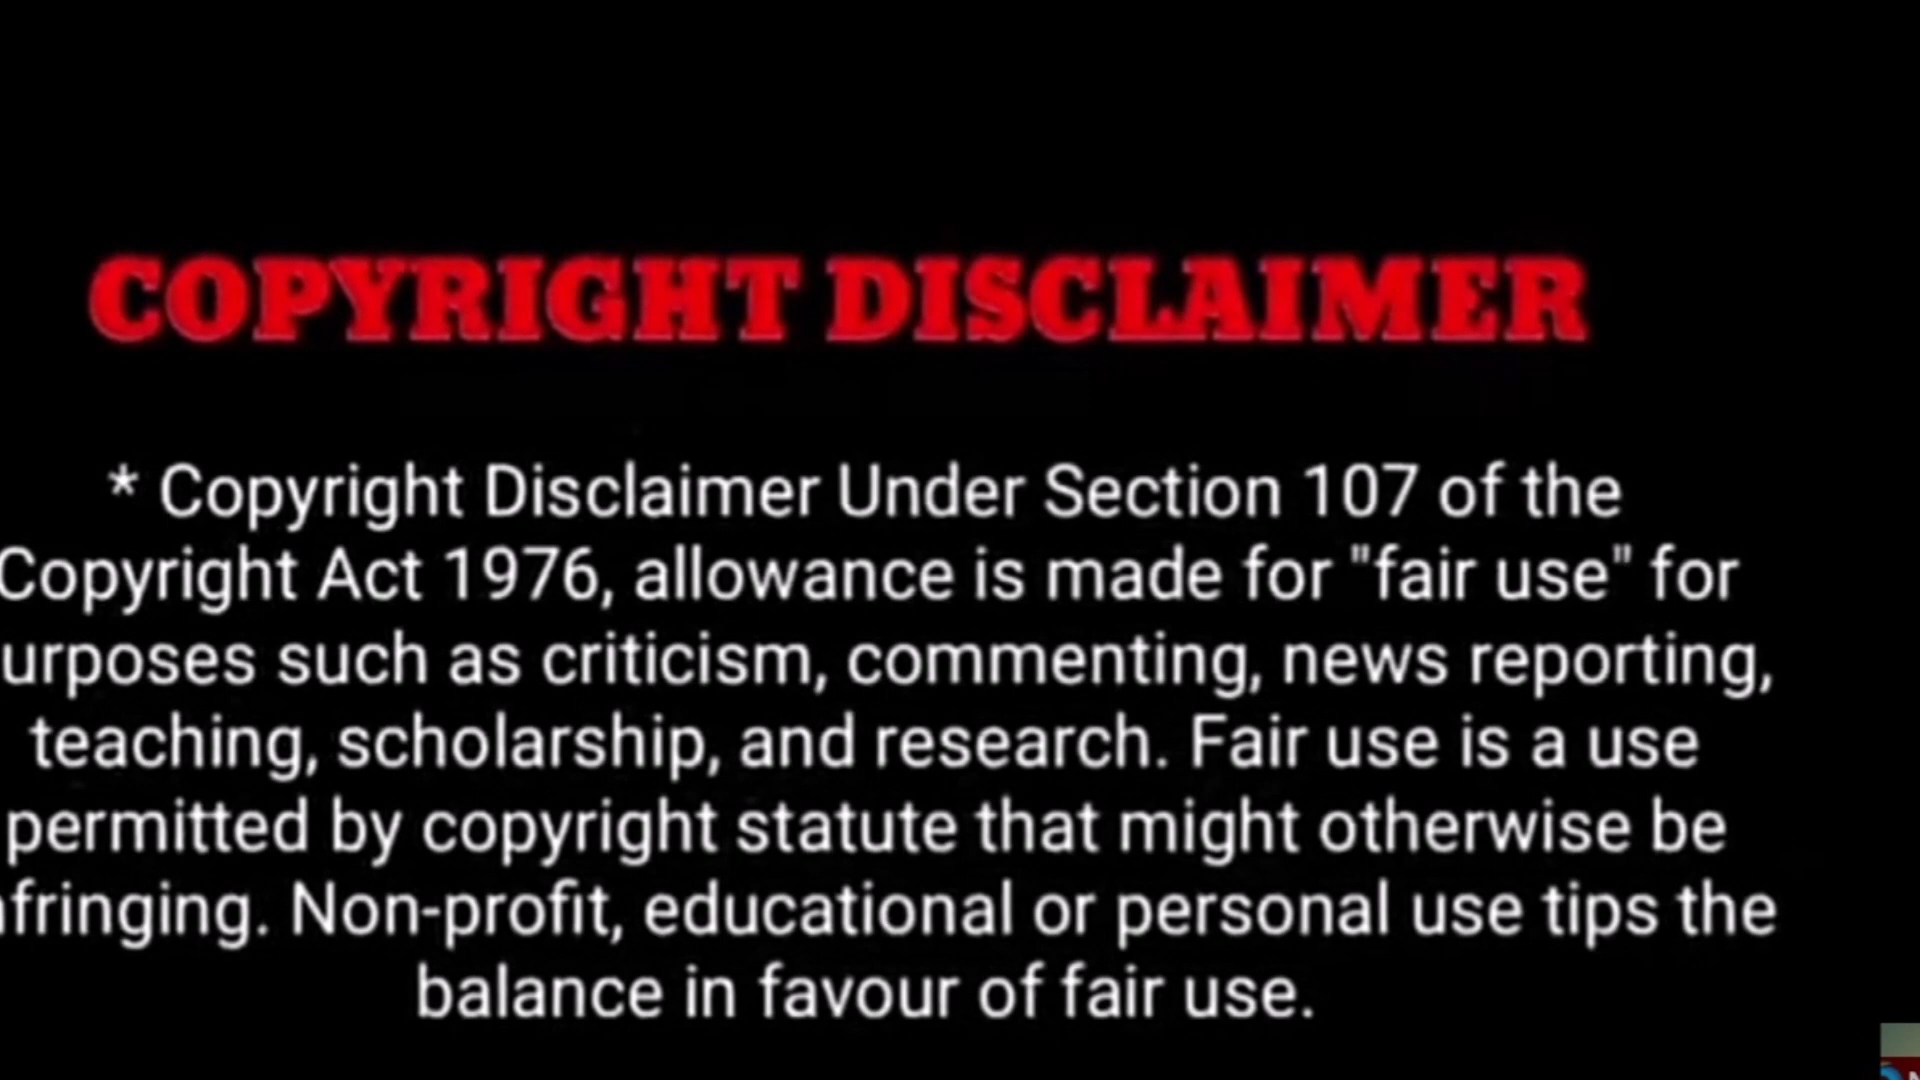 COPYRIGHT DISCLAIMER
* Copyright Disclaimer Under Section 107 of the
Copyright Act 1976, allowance is made for "fair use" for
urposes such as criticism, commenting, news reporting,
teaching, scholarship, and research. Fair use is a use
permitted by copyright statute that might otherwise be
nfringing. Non-profit, educational or personal use tips the
balance in favour of fair use.